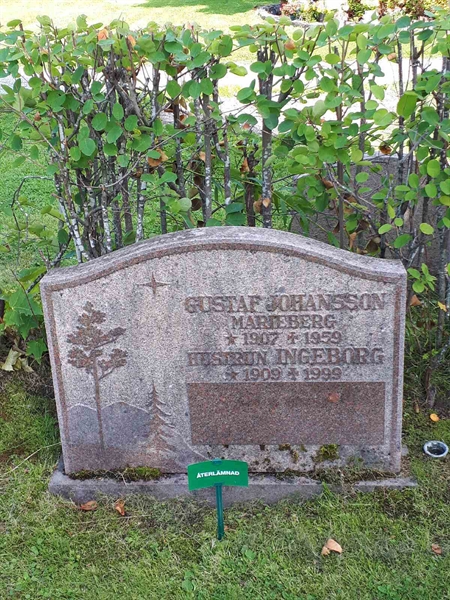 GUSTAF JOHANSSON
MARIEBERG
★ 1907 ★ 1959
HUSTRUN INGEBORG
★ 1909 ★ 1999
ÅTERLÄMNAD